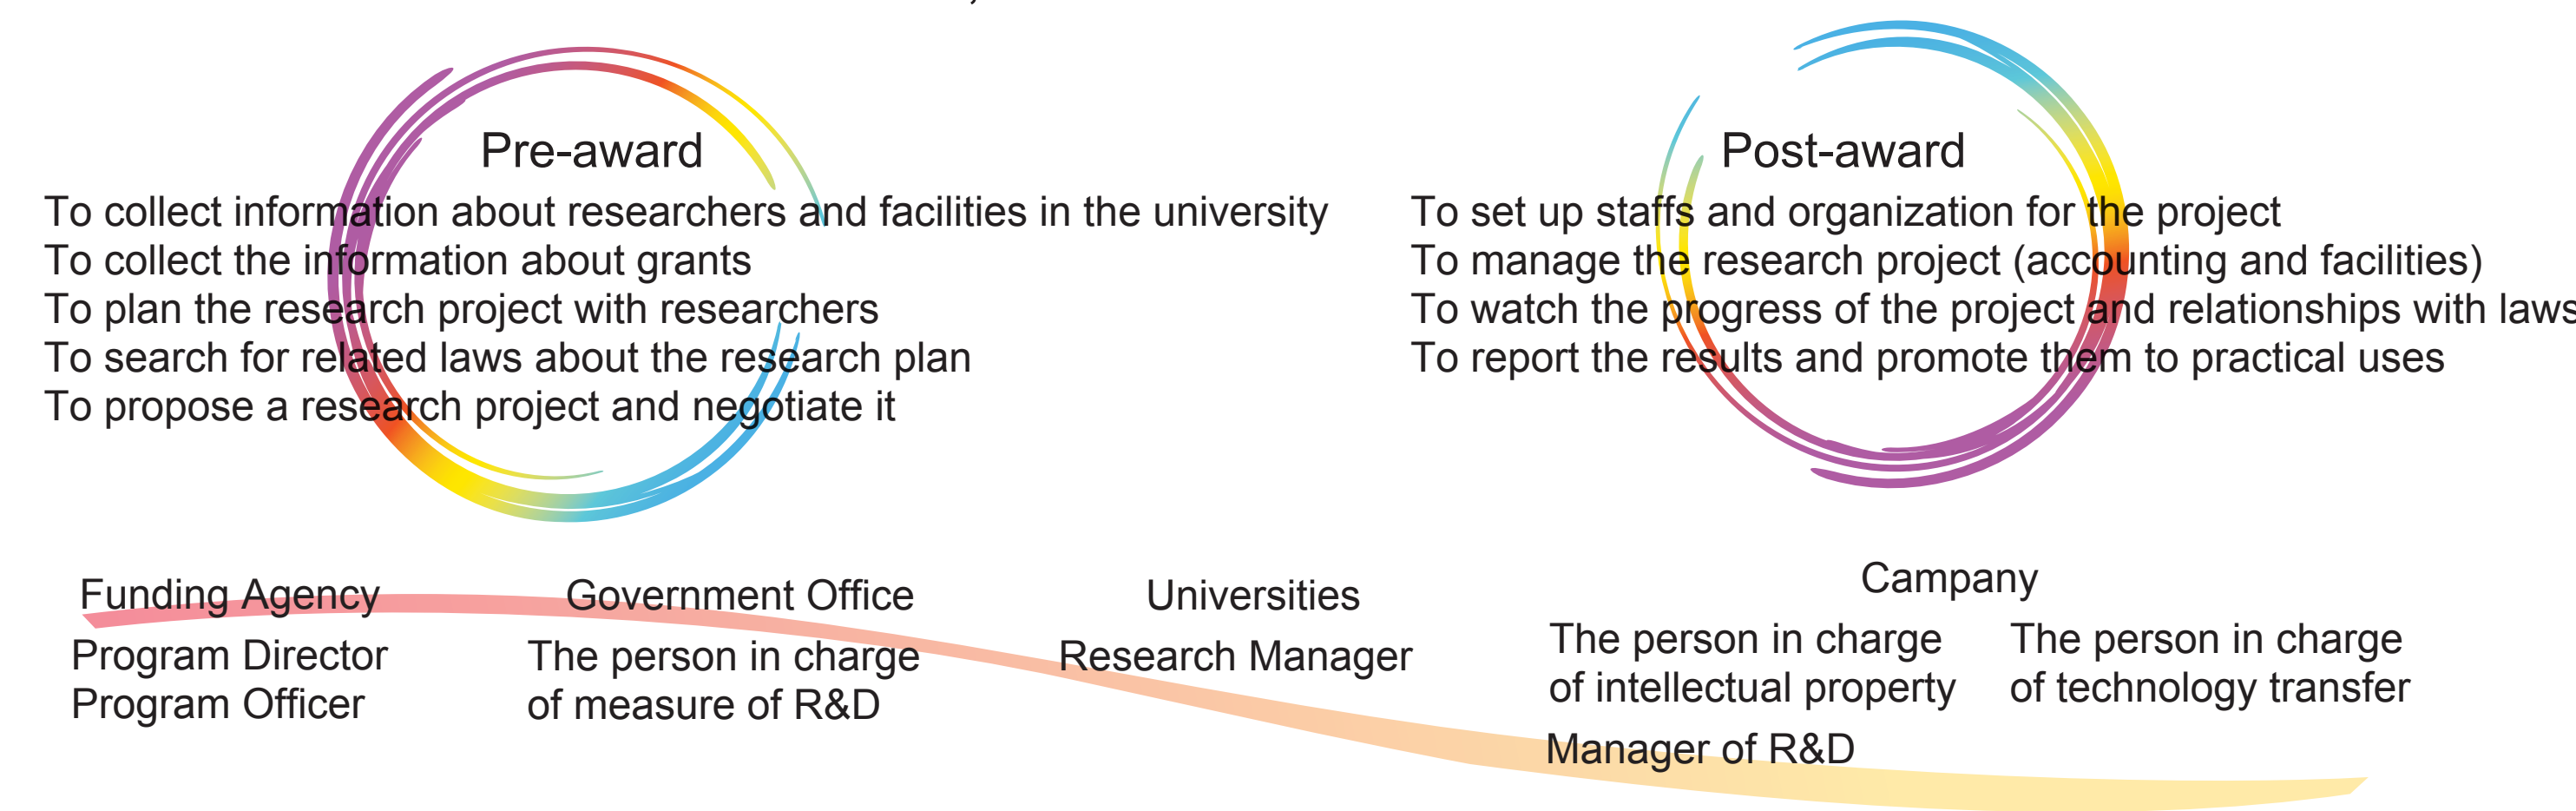 Pre-award
To collect information about researchers and facilities in the university
To collect the information about grants
To plan the research project with researchers
To search for related laws about the research plan
To propose a research project and negotiate it
Post-award
To set up staffs and organization for the project
To manage the research project (accounting and facilities)
To watch the progress of the project and relationships with laws
To report the results and promote them to practical uses
Funding Agency
Program Director
Program Officer
Government Office
The person in charge
of measure of R&D
Universities
Research Manager
Campany
The person in charge
of intellectual property
The person in charge
of technology transfer
Manager of R&D